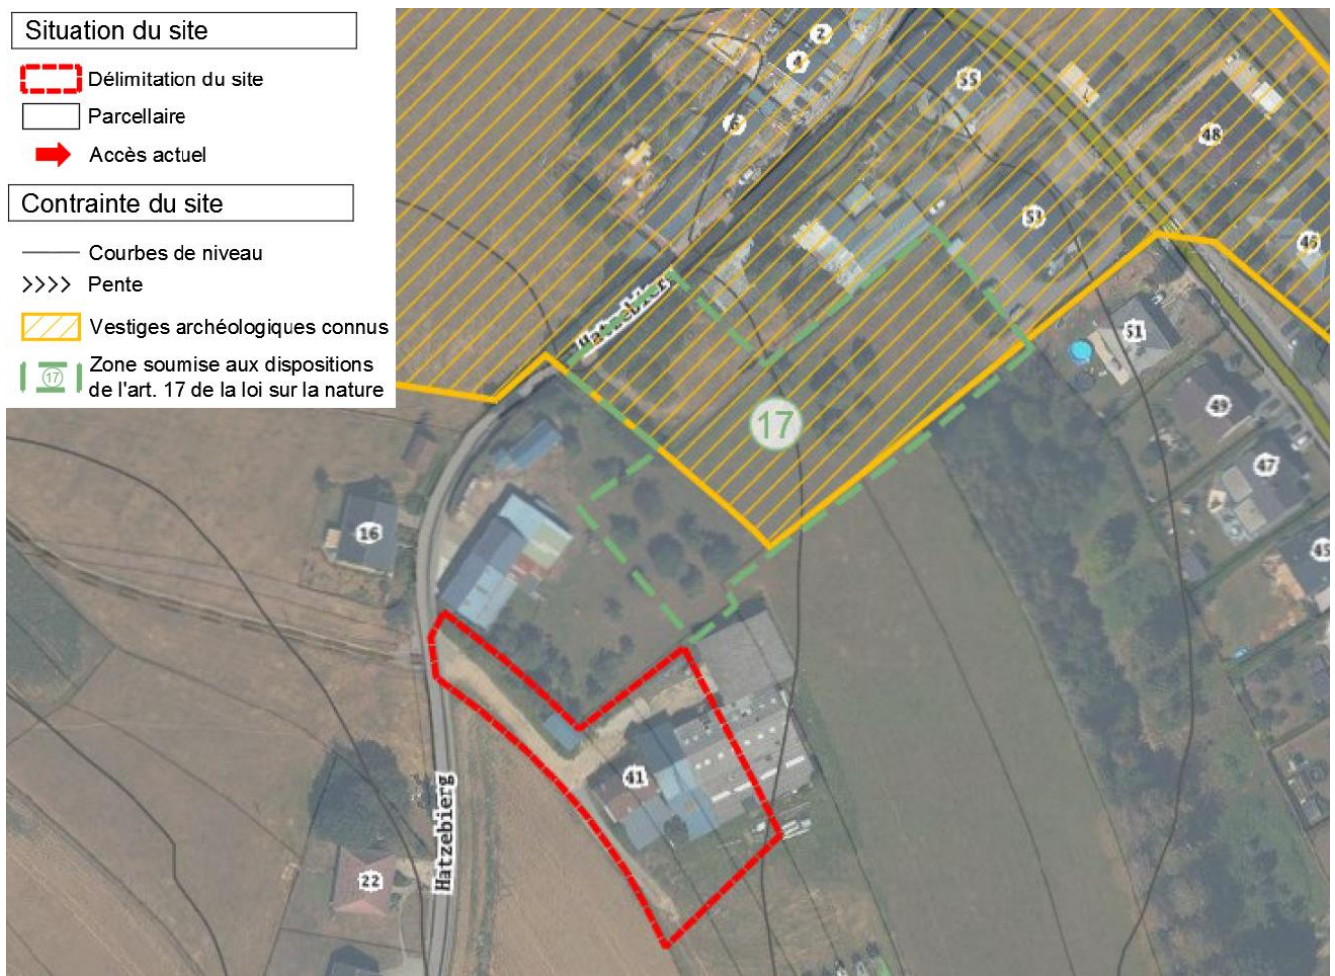 Situation du site
Délimitation du site
Parcellaire
Accès actuel
Contrainte du site
Courbes de niveau
>>>> Pente
Vestiges archéologiques connus
17 Zone soumise aux dispositions
de l'art. 17 de la loi sur la nature
2
4
55
6
48
53
46
Hatzebierg
51
49
17
47
16
45
41
Hatzebierg
22